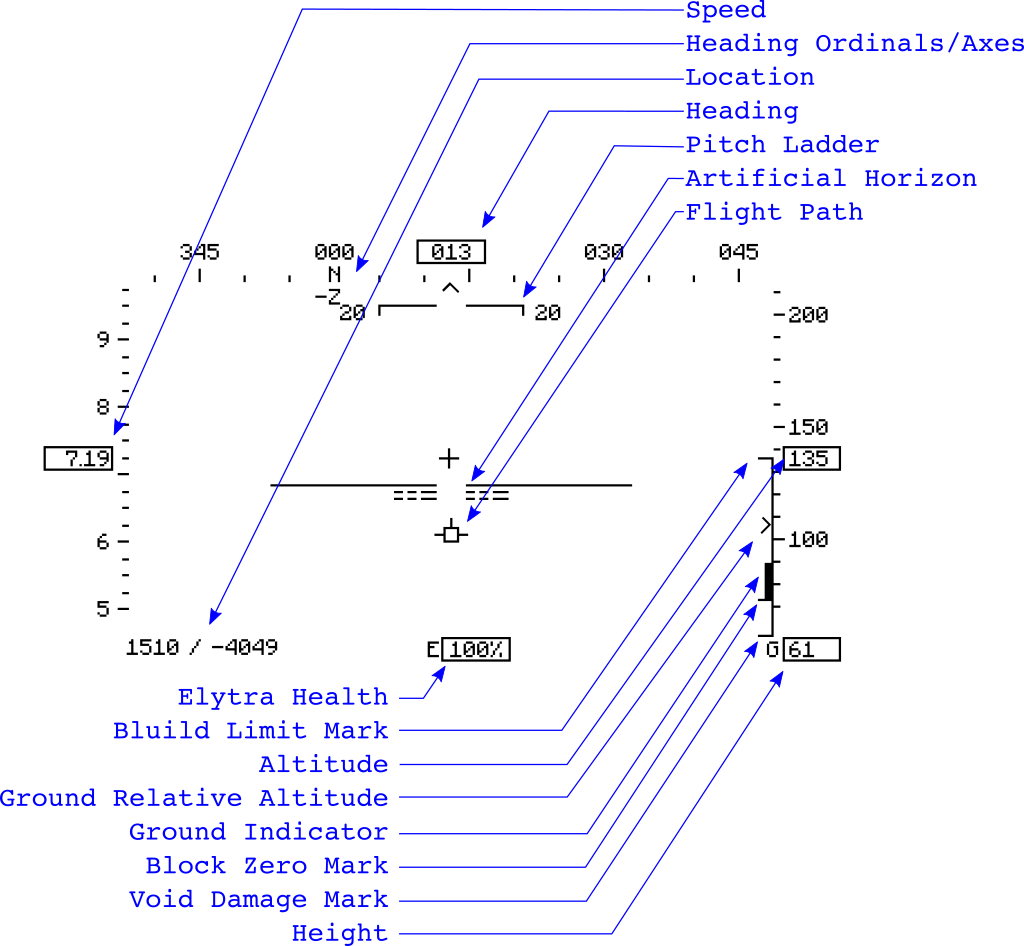 Speed
Heading Ordinals/Axes
Location
Heading
Pitch Ladder
Artificial Horizon
Flight Path
345 000 013 030 045
N
-Z
20 20
200
9
8
150
7.19 135
6 100
5
1510 / -4049 E 100% G 61
Elytra Health
Bluild Limit Mark
Altitude
Ground Relative Altitude
Ground Indicator
Block Zero Mark
Void Damage Mark
Height